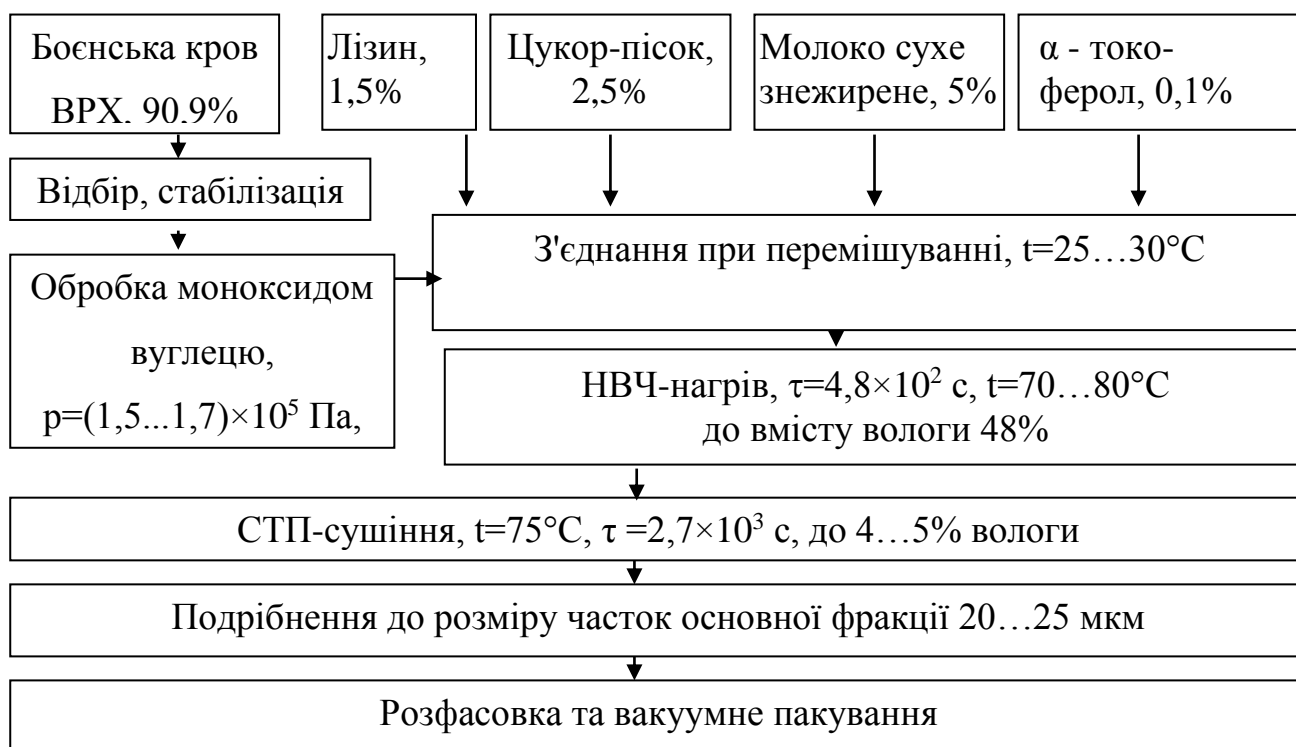 Боєнська кров
ВРХ, 90,9%
Лізин,
1,5%
Цукор-пісок,
2,5%
Молоко сухе
знежирене, 5%
α - токо-
ферол, 0,1%
Відбір, стабілізація
Обробка моноксидом
вуглецю,
p=(1,5...1,7)×10⁵ Па,
З'єднання при перемішуванні, t=25…30°С
НВЧ-нагрів, τ=4,8×10² с, t=70…80°С
до вмісту вологи 48%
СТП-сушіння, t=75°С, τ =2,7×10³ с, до 4…5% вологи
Подрібнення до розміру часток основної фракції 20…25 мкм
Розфасовка та вакуумне пакування